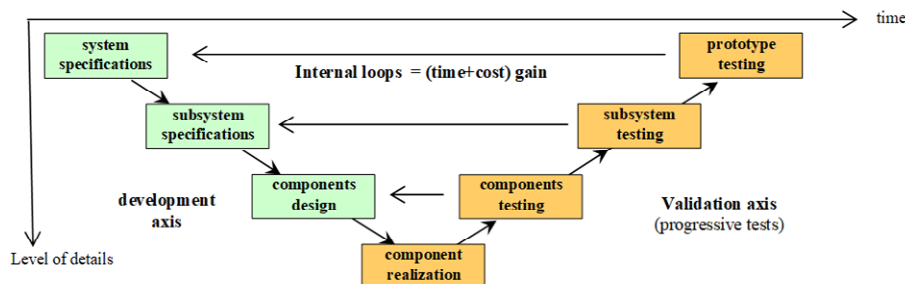 time
system
specifications
prototype
testing
Internal loops = (time+cost) gain
subsystem
specifications
subsystem
testing
components
design
components
testing
development
axis
Validation axis
(progressive tests)
component
realization
Level of details